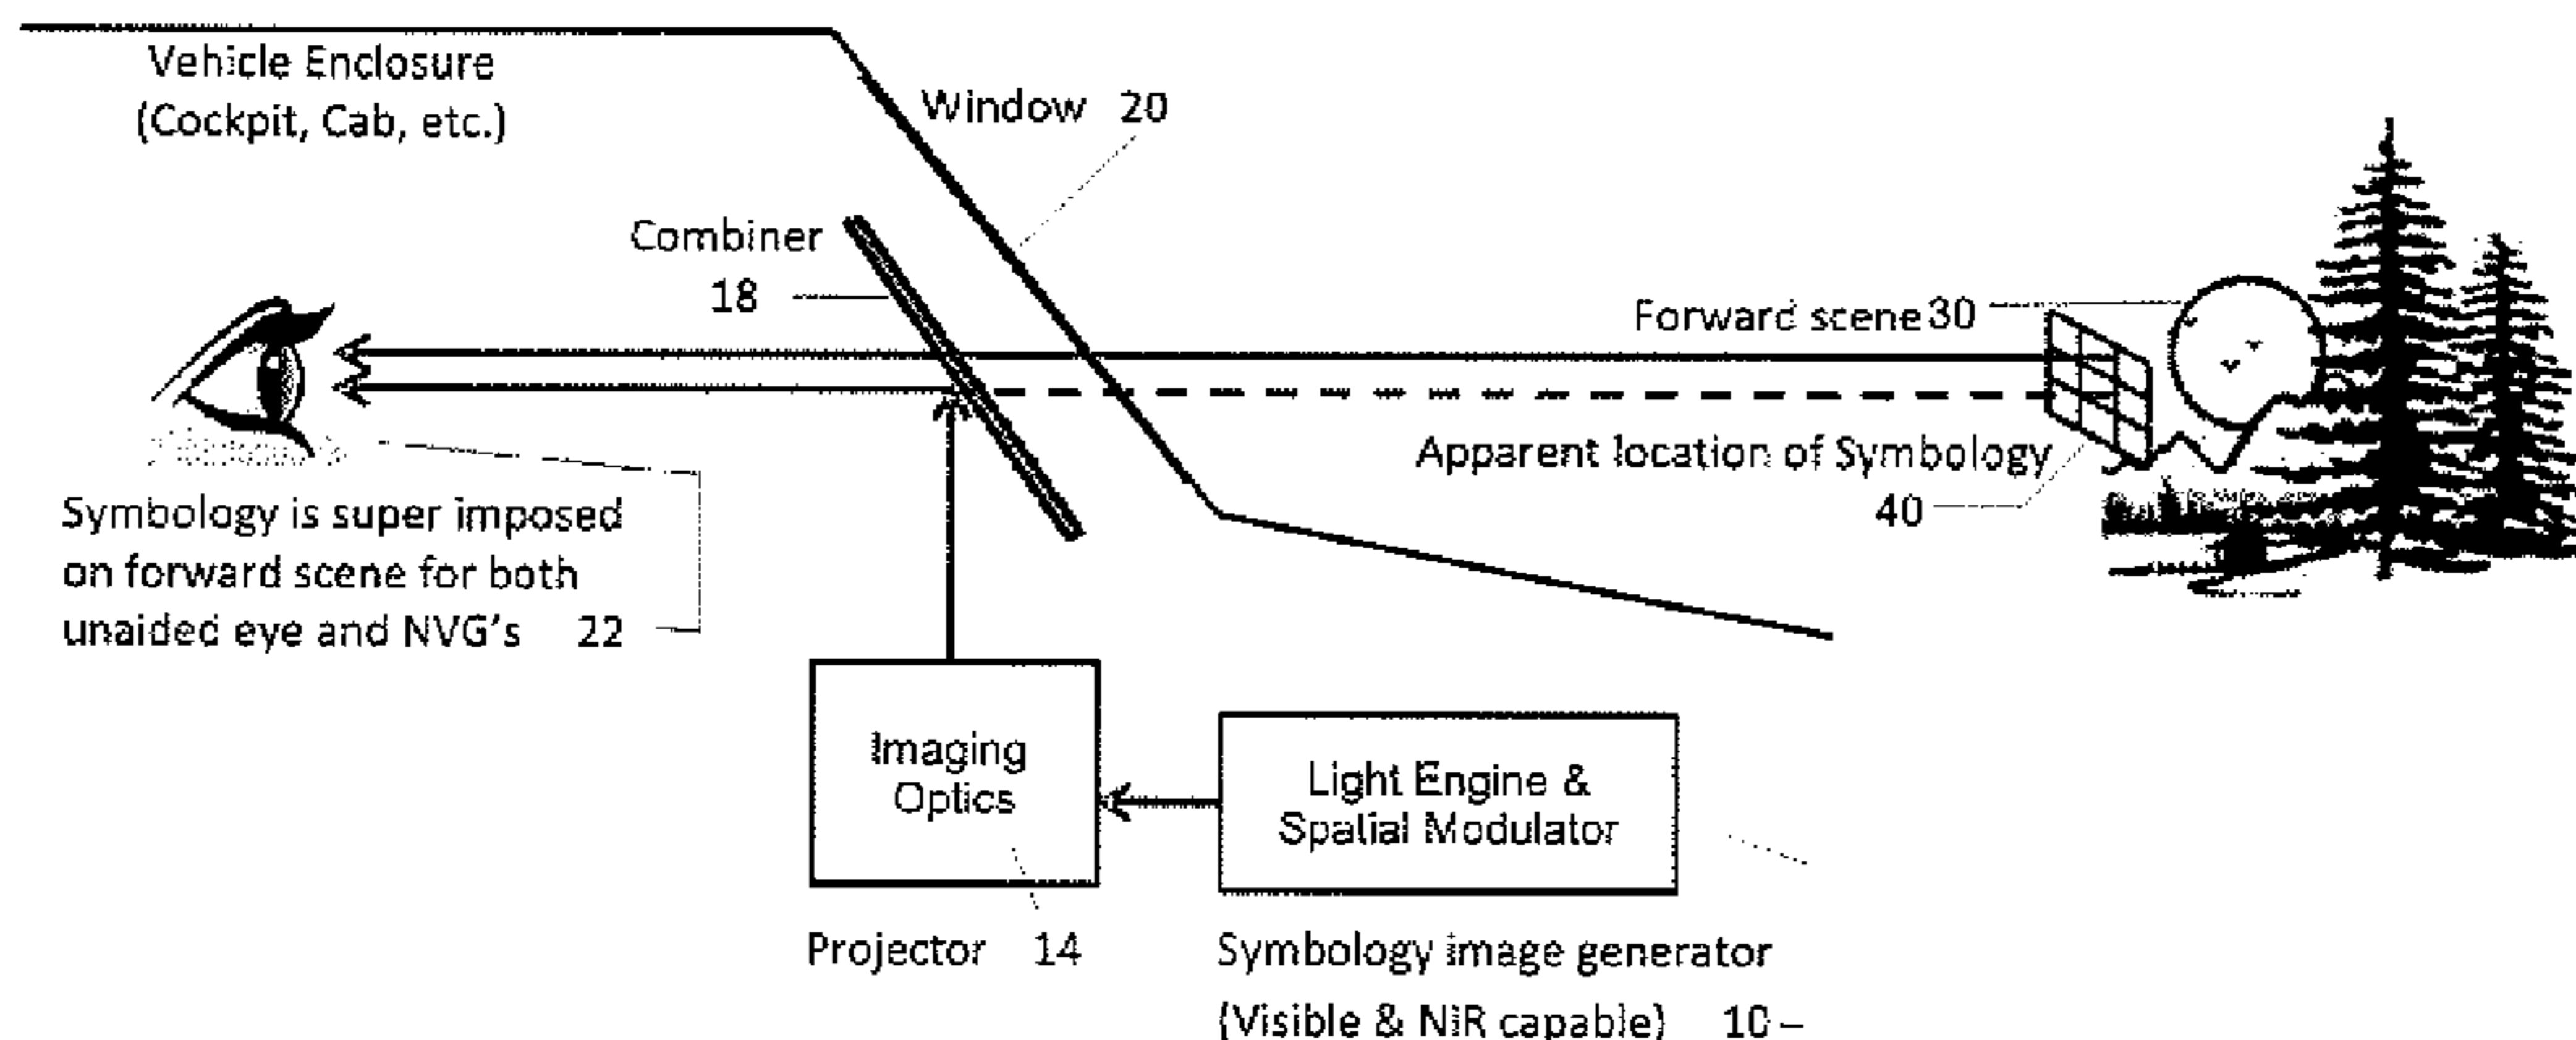 Vehicle Enclosure
(Cockpit, Cab, etc.)
Window 20
Combiner
18
Forward scene 30
Apparent location of Symbology
40
Symbology is super imposed
on forward scene for both
unaided eye and NVG's 22
Imaging
Optics
Light Engine &
Spatial Modulator
Projector 14
Symbology image generator
(Visible & NIR capable) 10